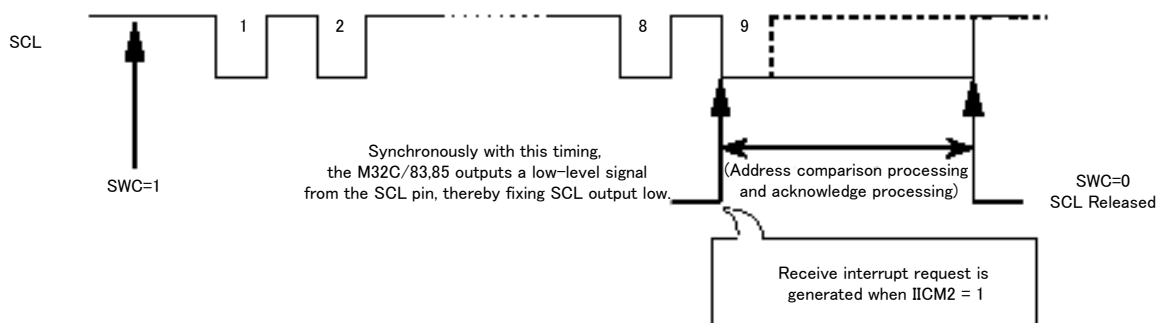 1
2
8
9
SCL
Synchronously with this timing,
the M32C/83,85 outputs a low-level signal
from the SCL pin, thereby fixing SCL output low.
(Address comparison processing
and acknowledge processing)
SWC=1
SWC=0
SCL Released
Receive interrupt request is
generated when IICM2 = 1